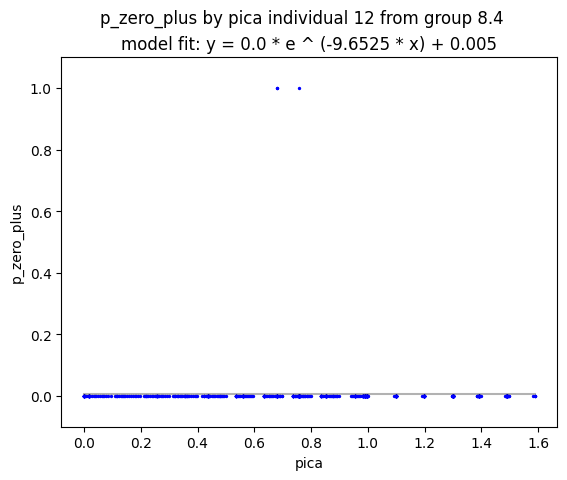 p_zero_plus by pica individual 12 from group 8.4
model fit: y = 0.0 * e ^ (-9.6525 * x) + 0.005
1.0
0.8
0.6
0.4
0.2
0.0
p_zero_plus
0.0 0.2 0.4 0.6 0.8 1.0 1.2 1.4 1.6
pica